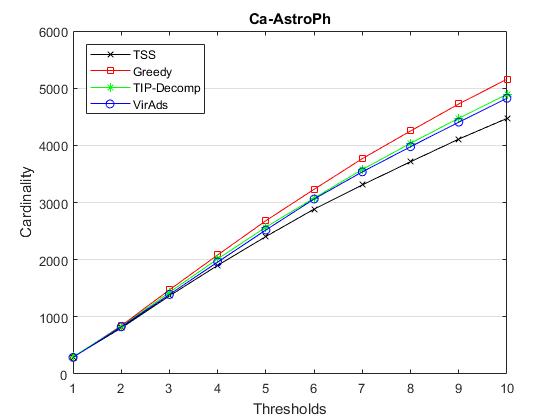 Ca-AstroPh
6000
5000
4000
3000
2000
1000
0
Cardinality
TSS
Greedy
TIP-Decomp
VirAds
1 2 3 4 5 6 7 8 9 10
Thresholds